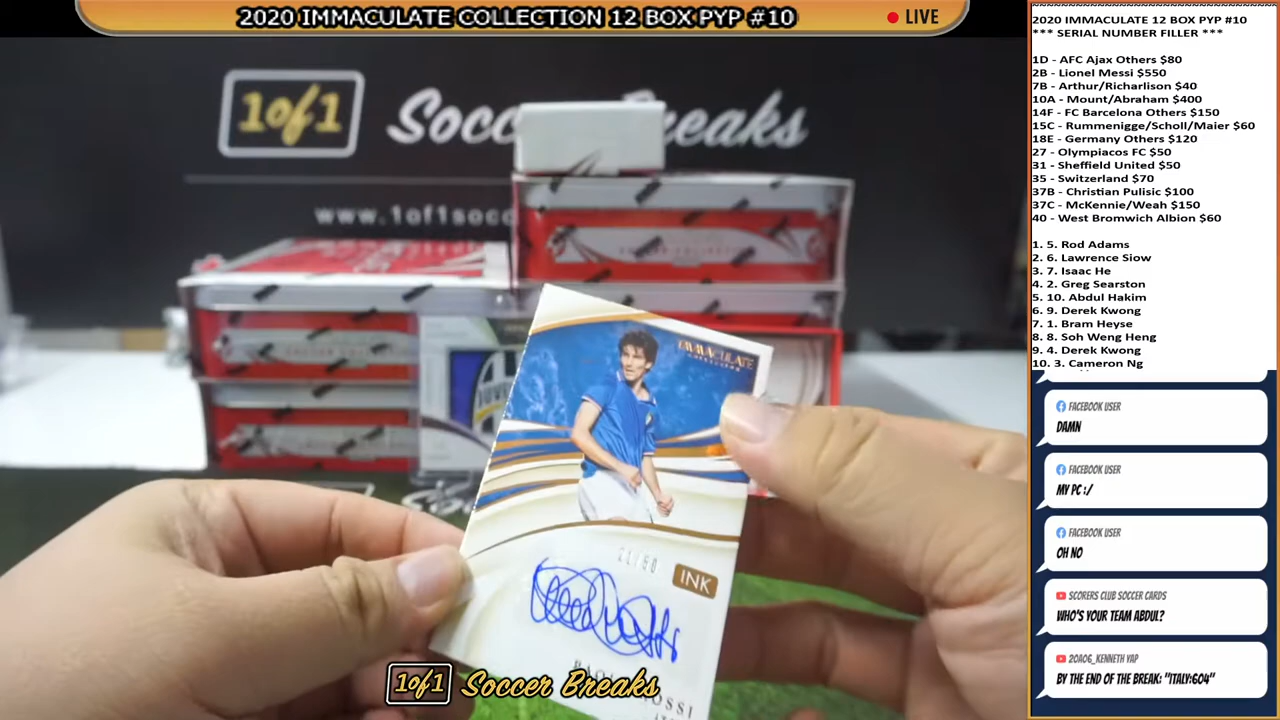 2020 IMMACULATE COLLECTION 12 BOX PYP #10
LIVE
1of1
Soccer Breaks
www.1of1socc
IMMACULATE
COLLECTION
21/50
INK
ROSSI
1of1 Soccer Breaks
2020 IMMACULATE 12 BOX PYP #10
*** SERIAL NUMBER FILLER ***
1D - AFC Ajax Others $80
2B - Lionel Messi $550
7B - Arthur/Richarlison $40
10A - Mount/Abraham $400
14F - FC Barcelona Others $150
15C - Rummenigge/Scholl/Maier $60
18E - Germany Others $120
27 - Olympiacos FC $50
31 - Sheffield United $50
35 - Switzerland $70
37B - Christian Pulisic $100
37C - McKennie/Weah $150
40 - West Bromwich Albion $60
1. 5. Rod Adams
2. 6. Lawrence Siow
3. 7. Isaac He
4. 2. Greg Searston
5. 10. Abdul Hakim
6. 9. Derek Kwong
7. 1. Bram Heyse
8. 8. Soh Weng Heng
9. 4. Derek Kwong
10. 3. Cameron Ng
FACEBOOK USER
DAMN
FACEBOOK USER
MY PC :/
FACEBOOK USER
OH NO
SCORERS CLUB SOCCER CARDS
WHO'S YOUR TEAM ABDUL?
20A06_KENNETH YAP
BY THE END OF THE BREAK: "ITALY:604"